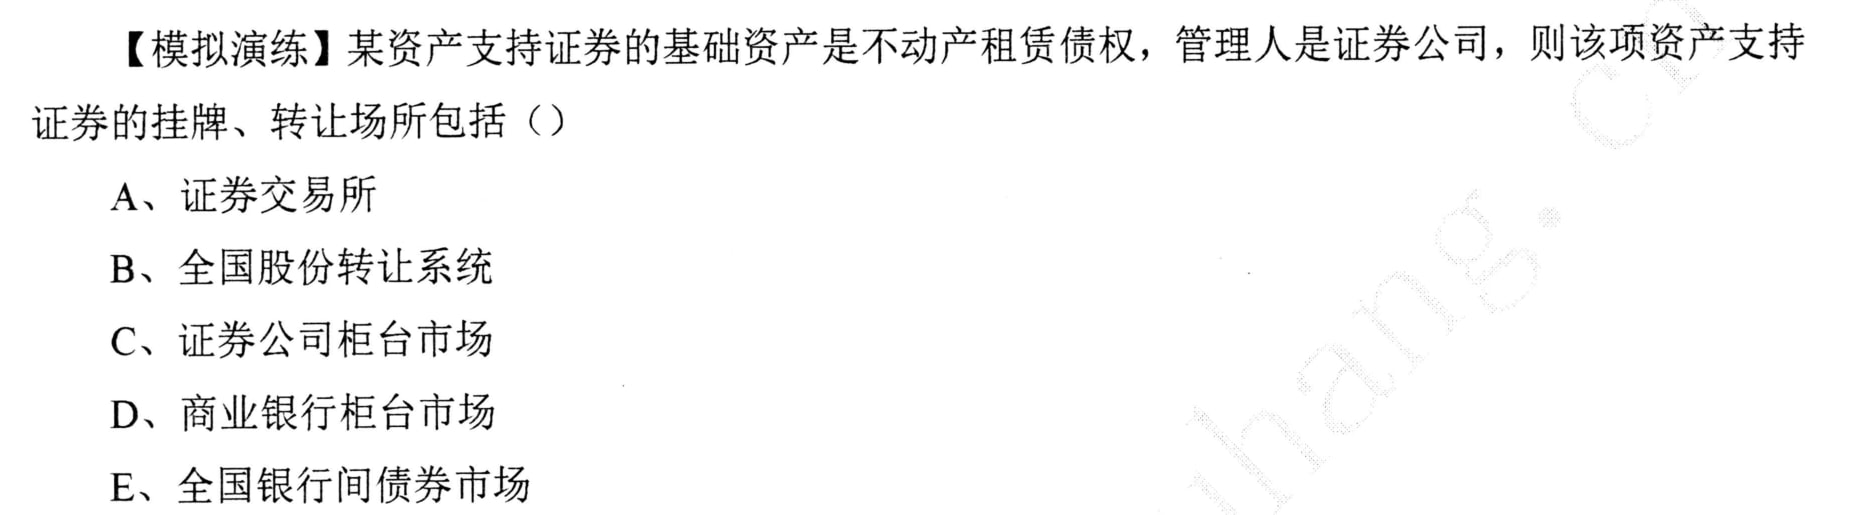 【模拟演练】某资产支持证券的基础资产是不动产租赁债权，管理人是证券公司，则该项资产支持
证券的挂牌、转让场所包括（）
A、证券交易所
B、全国股份转让系统
C、证券公司柜台市场
D、商业银行柜台市场
E、全国银行间债券市场